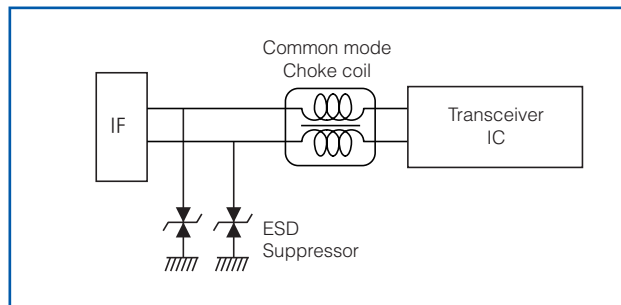 Common mode
Choke coil
IF
Transceiver
IC
ESD
Suppressor